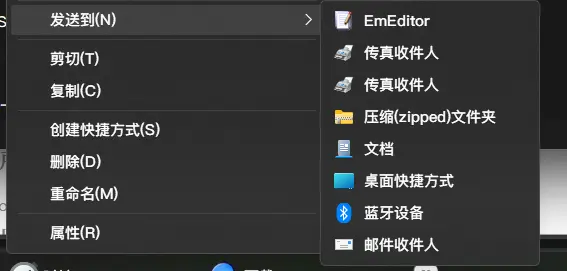 发送到(N)
剪切(T)
复制(C)
创建快捷方式(S)
删除(D)
重命名(M)
属性(R)
EmEditor
传真收件人
传真收件人
压缩(zipped)文件夹
文档
桌面快捷方式
蓝牙设备
邮件收件人